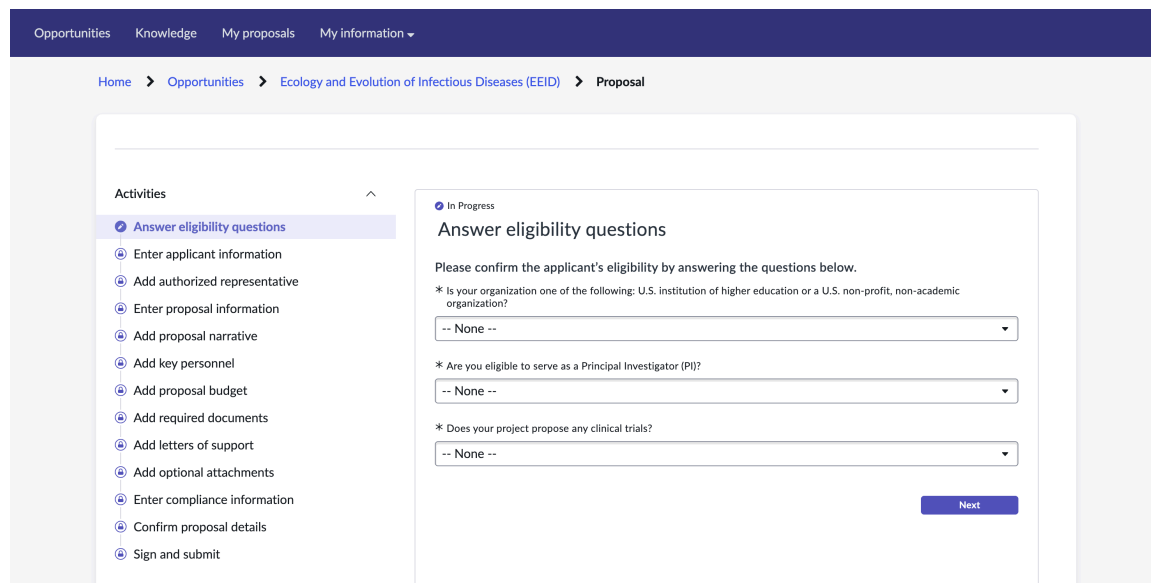 Opportunities Knowledge My proposals My information
Home Opportunities Ecology and Evolution of Infectious Diseases (EEID) Proposal
Activities
Answer eligibility questions
Enter applicant information
Add authorized representative
Enter proposal information
Add proposal narrative
Add key personnel
Add proposal budget
Add required documents
Add letters of support
Add optional attachments
Enter compliance information
Confirm proposal details
Sign and submit
In Progress
Answer eligibility questions
Please confirm the applicant's eligibility by answering the questions below.
* Is your organization one of the following: U.S. institution of higher education or a U.S. non-profit, non-academic
organization?
-- None --
* Are you eligible to serve as a Principal Investigator (PI)?
-- None --
* Does your project propose any clinical trials?
-- None --
Next